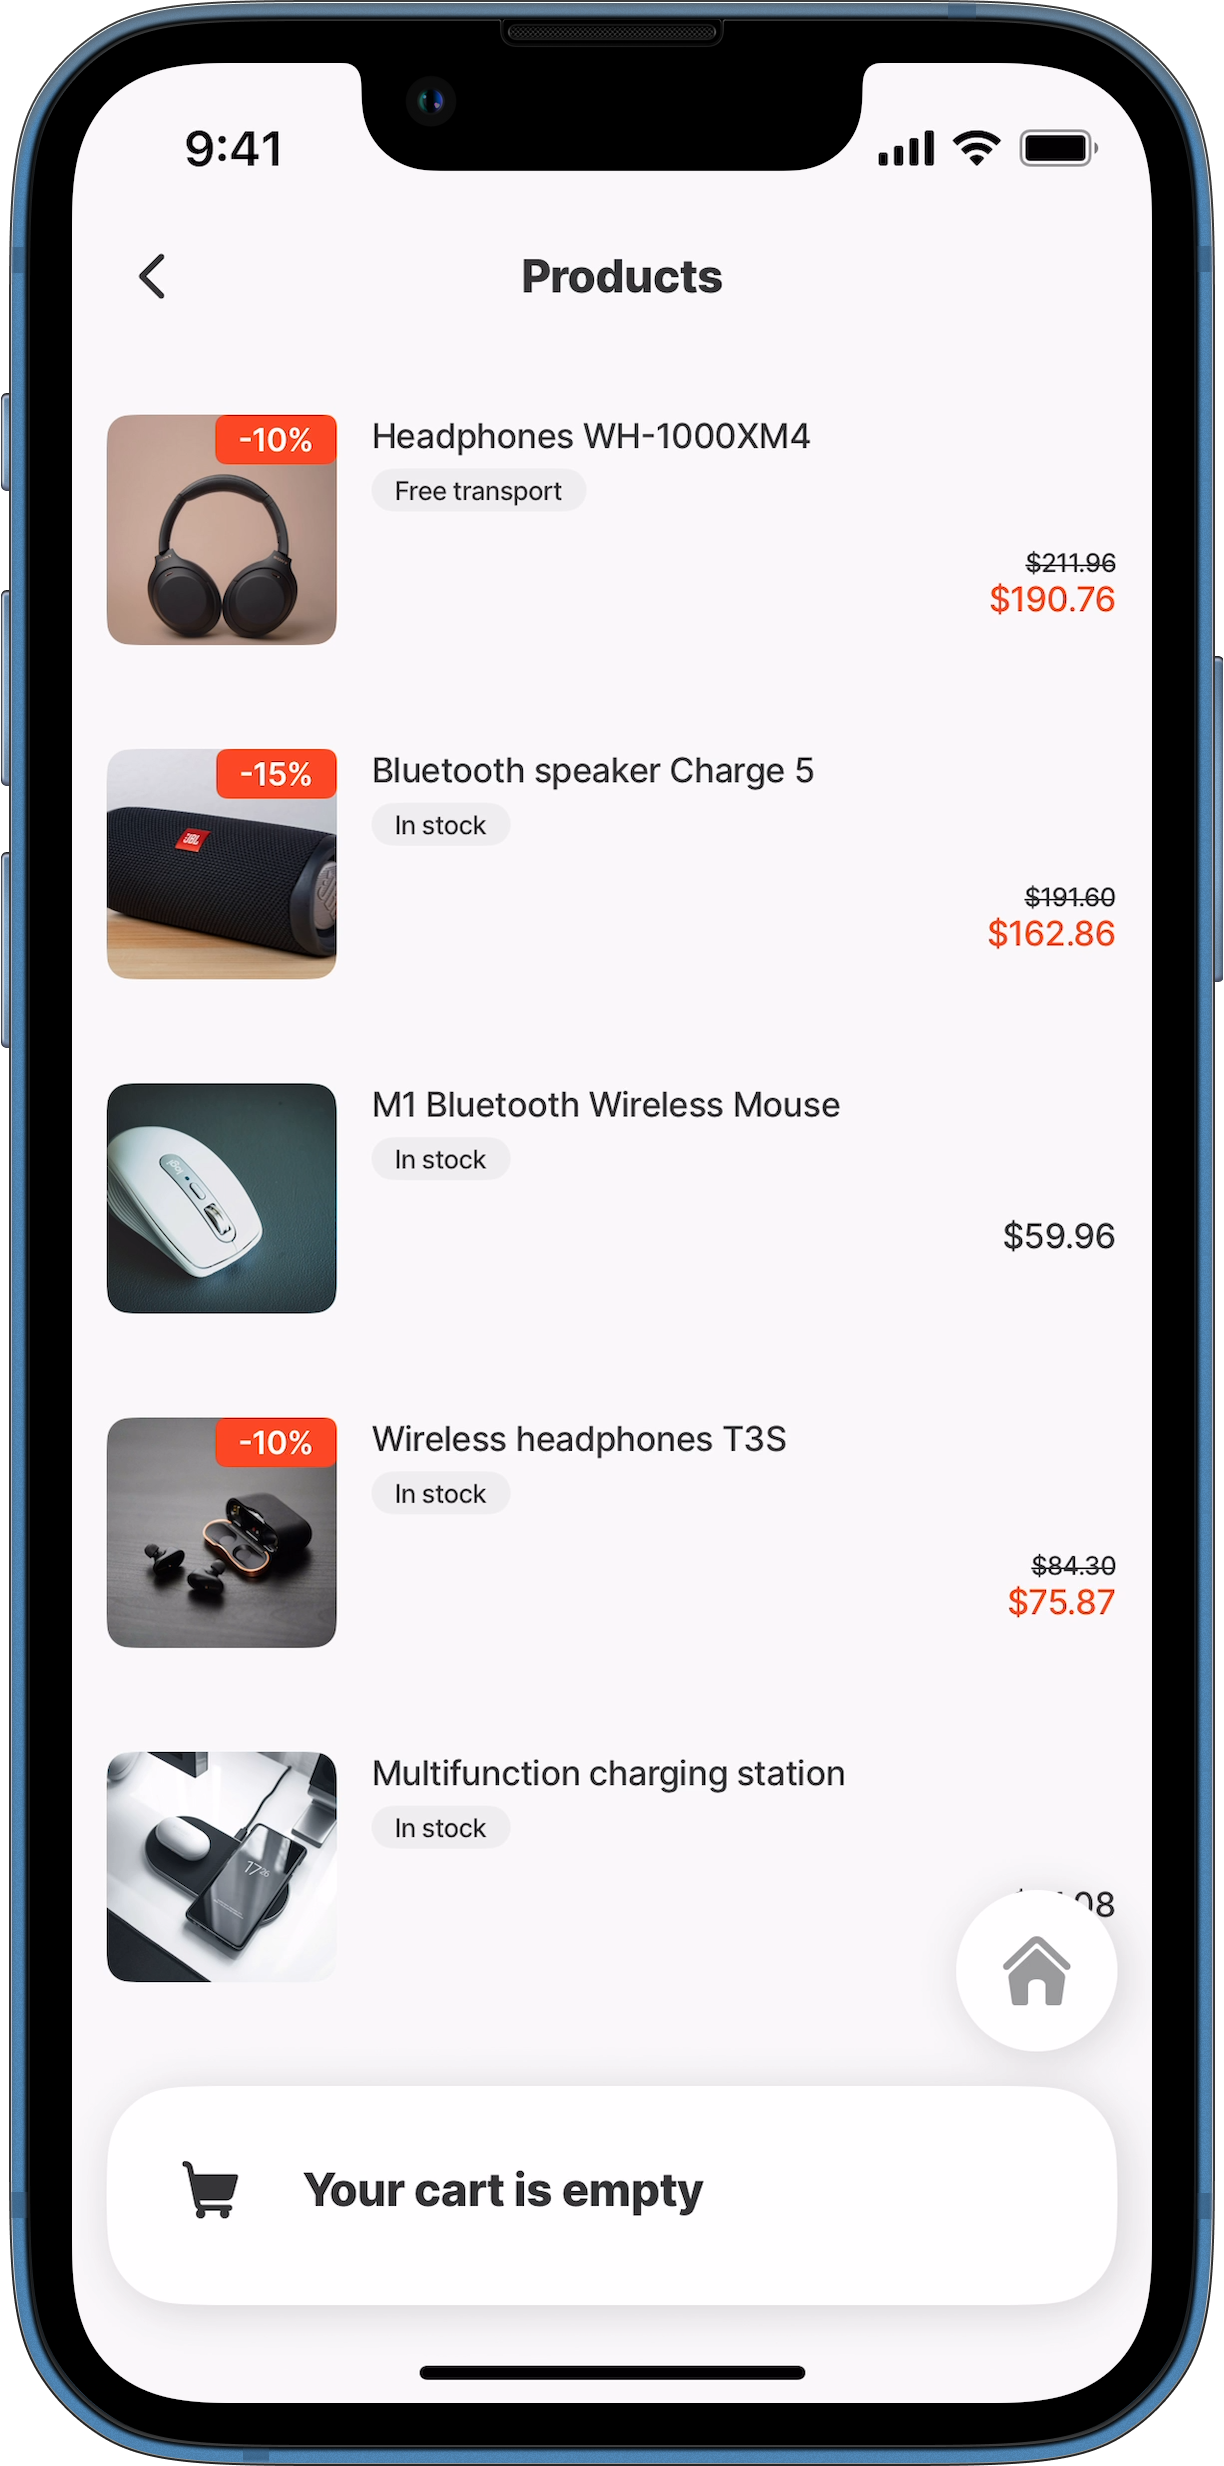 9:41
Products
-10%
Headphones WH-1000XM4
Free transport
$211.96
$190.76
-15%
Bluetooth speaker Charge 5
In stock
JBL
$191.60
$162.86
M1 Bluetooth Wireless Mouse
In stock
logi
$59.96
-10%
Wireless headphones T3S
In stock
$84.30
$75.87
Multifunction charging station
In stock
Your cart is empty